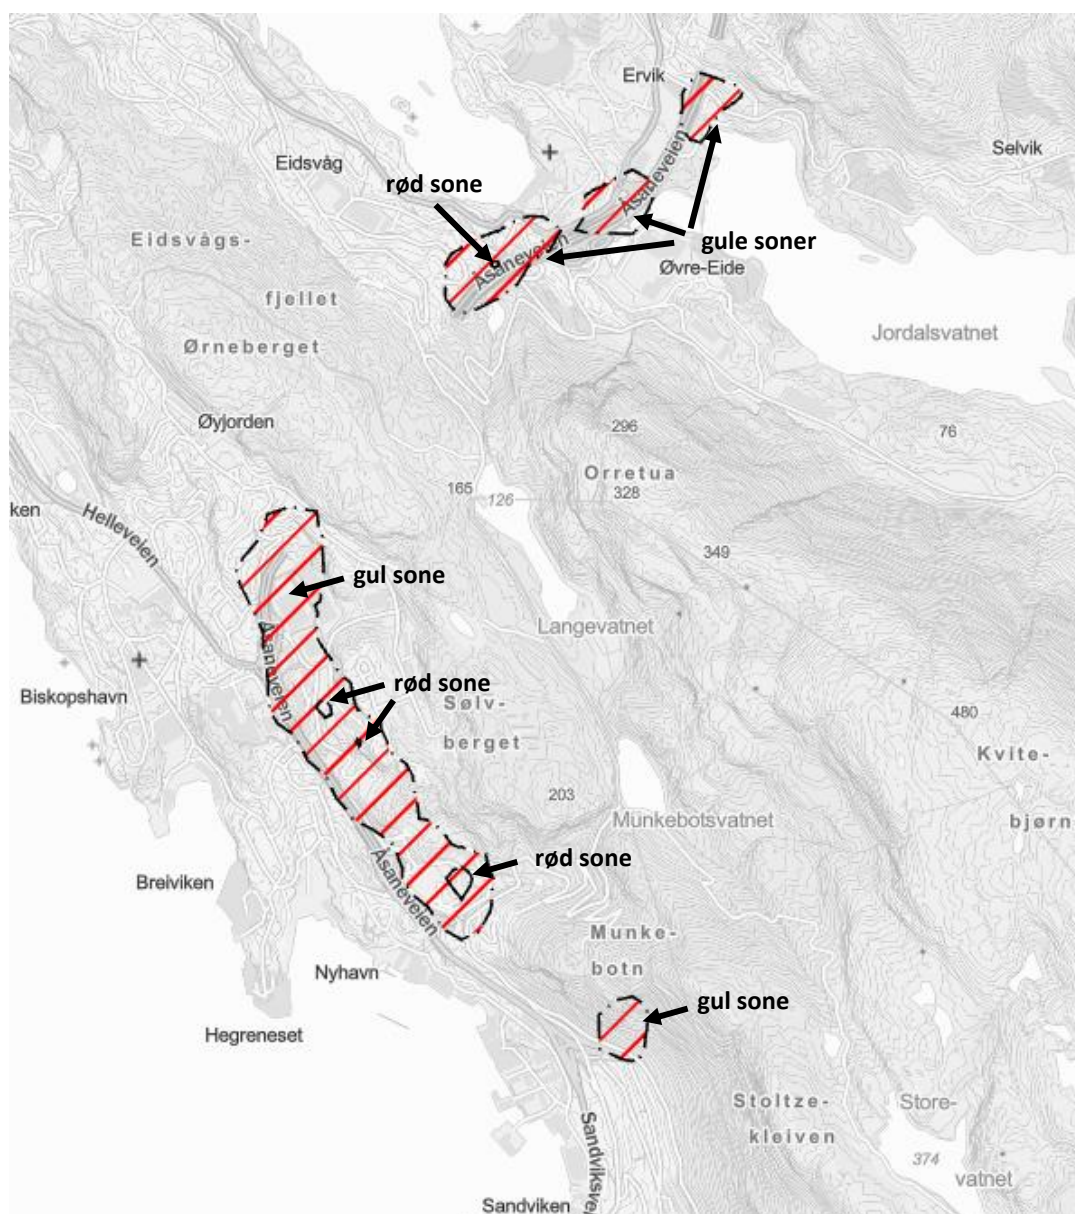 Ervik
Selvik
Eidsvåg
rød sone
Åsaneveien
Åsaneveien
gule soner
Øvre-Eide
Eidsvågs-
fjellet
Ørneberget
Jordalsvatnet
Øyjorden
296
76
Orretua
165
126
328
ken
Helleveien
349
gul sone
Langevatnet
Åsaneveien
Biskopshavn
rød sone
Sølv-
berget
480
Kvite-
bjørn
203
Munkebotsvatnet
Åsaneveien
rød sone
Breiviken
Munke-
botn
Nyhavn
gul sone
Hegreneset
Stoltze-
kleiven
Store-
vatnet
374
Sandviksve
Sandviken